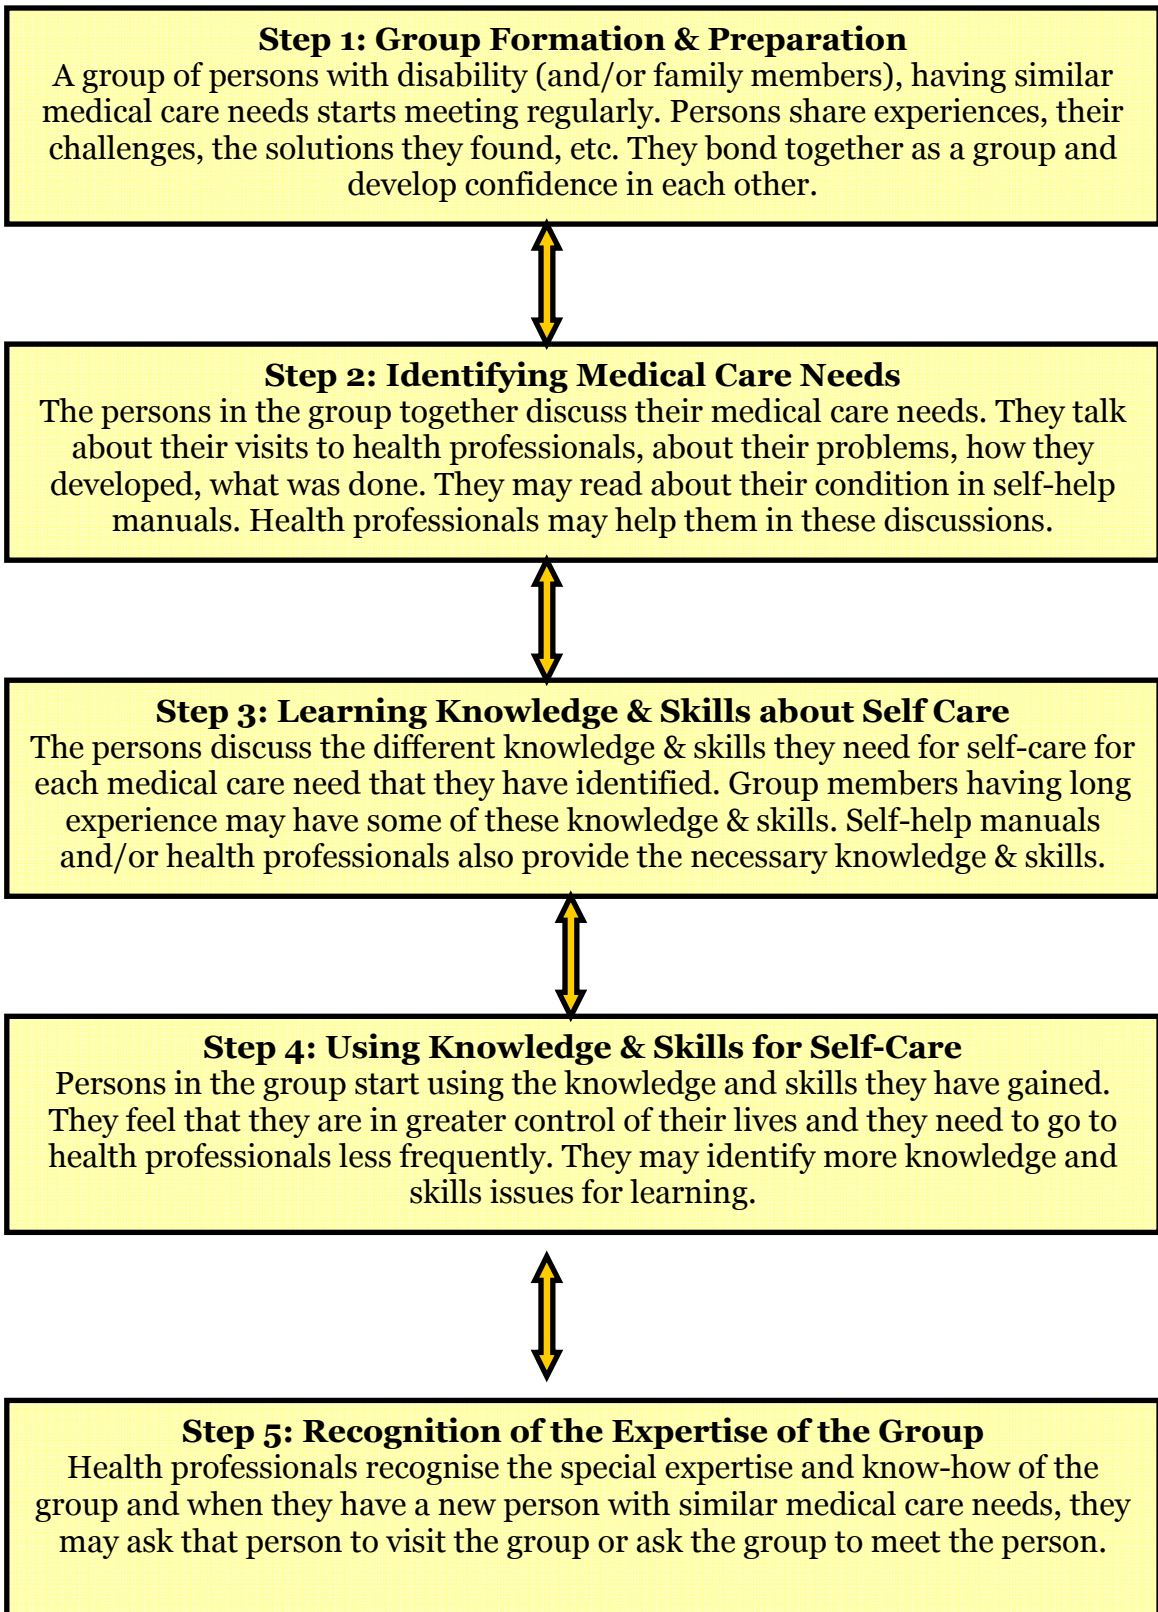 Step 1: Group Formation & Preparation
A group of persons with disability (and/or family members), having similar
medical care needs starts meeting regularly. Persons share experiences, their
challenges, the solutions they found, etc. They bond together as a group and
develop confidence in each other.
Step 2: Identifying Medical Care Needs
The persons in the group together discuss their medical care needs. They talk
about their visits to health professionals, about their problems, how they
developed, what was done. They may read about their condition in self-help
manuals. Health professionals may help them in these discussions.
Step 3: Learning Knowledge & Skills about Self Care
The persons discuss the different knowledge & skills they need for self-care for
each medical care need that they have identified. Group members having long
experience may have some of these knowledge & skills. Self-help manuals
and/or health professionals also provide the necessary knowledge & skills.
Step 4: Using Knowledge & Skills for Self-Care
Persons in the group start using the knowledge and skills they have gained.
They feel that they are in greater control of their lives and they need to go to
health professionals less frequently. They may identify more knowledge and
skills issues for learning.
Step 5: Recognition of the Expertise of the Group
Health professionals recognise the special expertise and know-how of the
group and when they have a new person with similar medical care needs, they
may ask that person to visit the group or ask the group to meet the person.